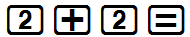 2 + 2 =